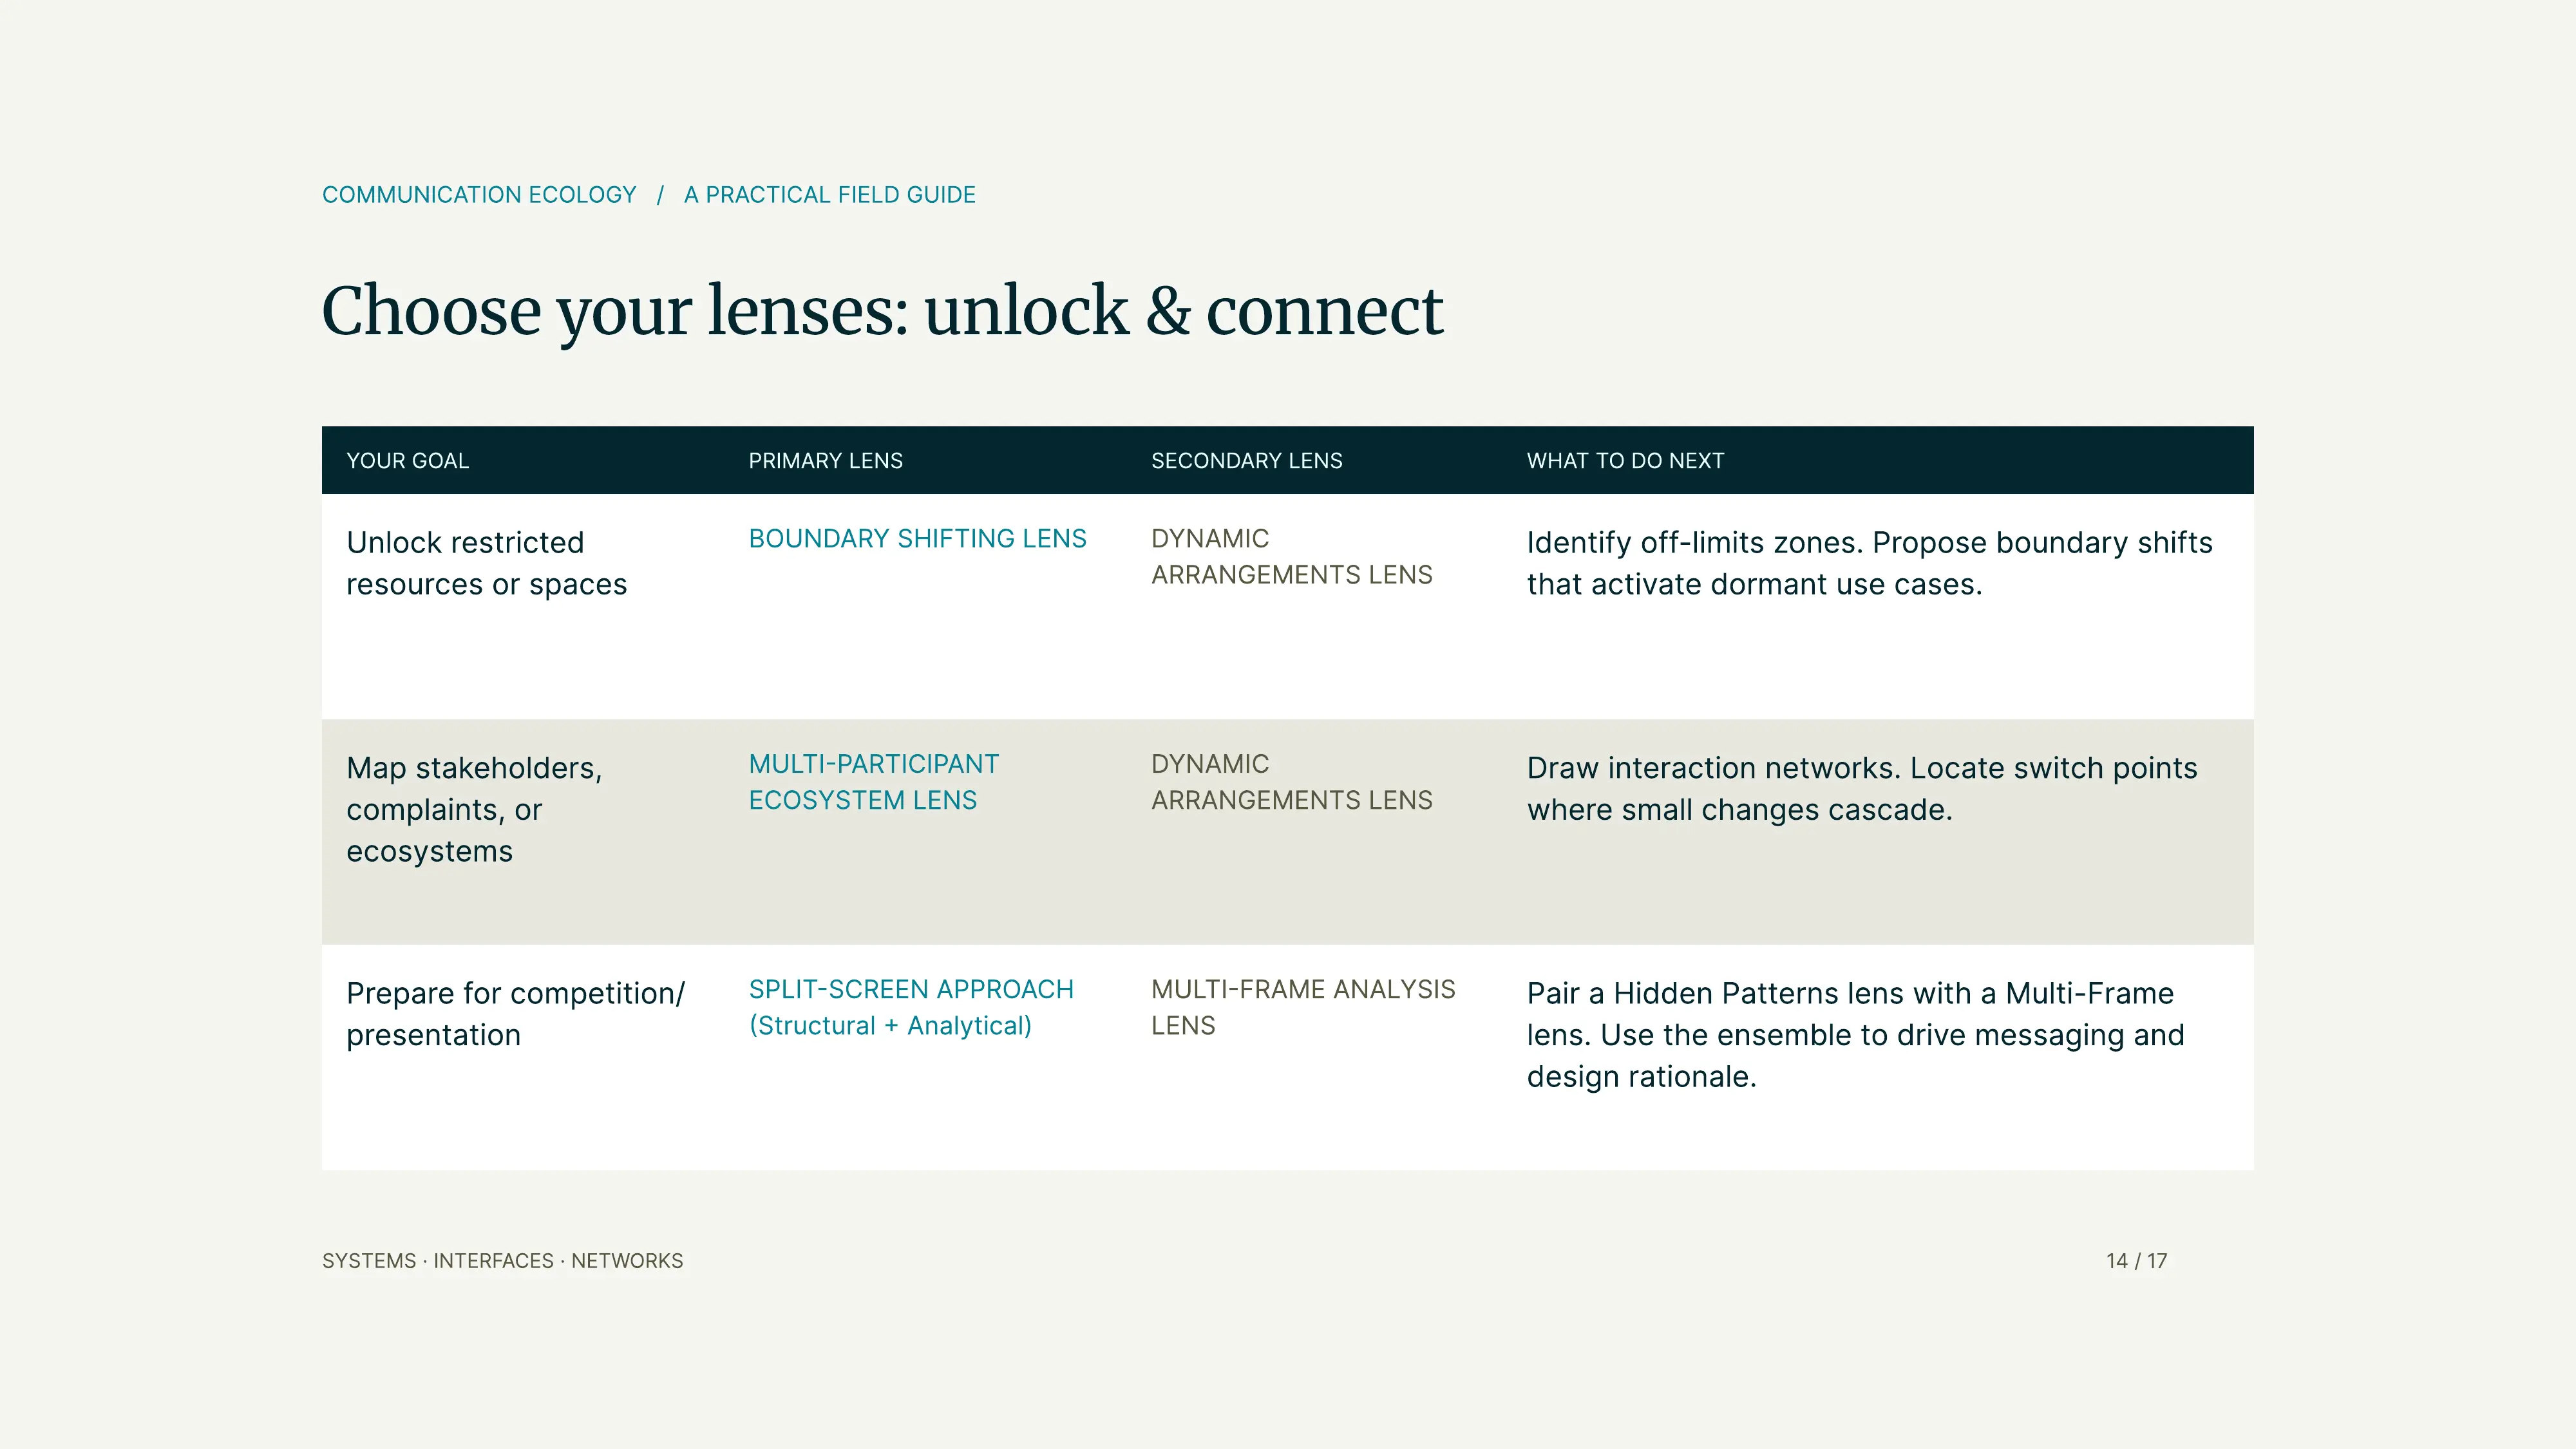 COMMUNICATION ECOLOGY / A PRACTICAL FIELD GUIDE
Choose your lenses: unlock & connect
YOUR GOAL
PRIMARY LENS
SECONDARY LENS
WHAT TO DO NEXT
Unlock restricted
resources or spaces
BOUNDARY SHIFTING LENS
DYNAMIC
ARRANGEMENTS LENS
Identify off-limits zones. Propose boundary shifts
that activate dormant use cases.
Map stakeholders,
complaints, or
ecosystems
MULTI-PARTICIPANT
ECOSYSTEM LENS
DYNAMIC
ARRANGEMENTS LENS
Draw interaction networks. Locate switch points
where small changes cascade.
Prepare for competition/
presentation
SPLIT-SCREEN APPROACH
(Structural + Analytical)
MULTI-FRAME ANALYSIS
LENS
Pair a Hidden Patterns lens with a Multi-Frame
lens. Use the ensemble to drive messaging and
design rationale.
SYSTEMS · INTERFACES · NETWORKS
14 / 17